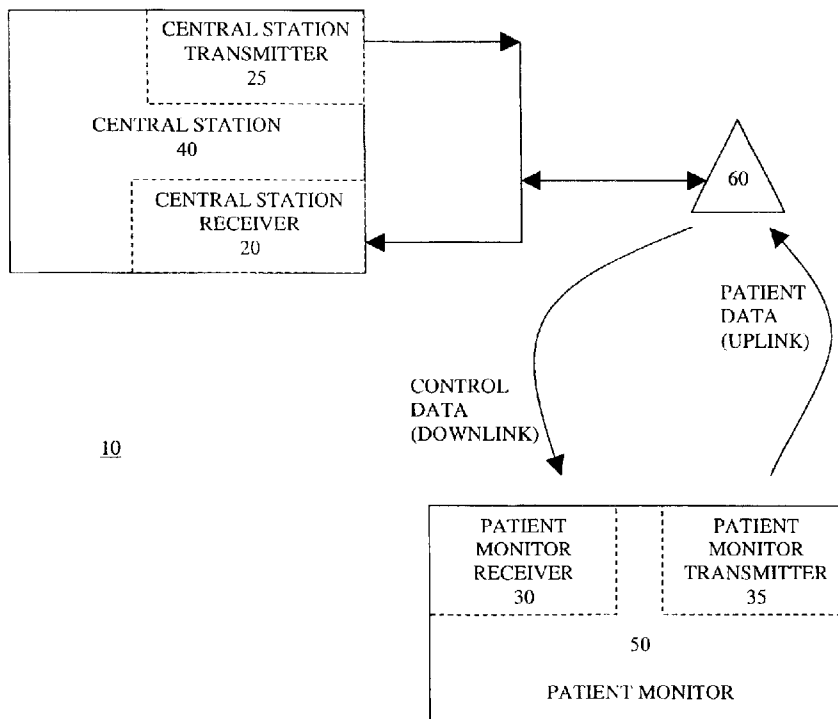 CENTRAL STATION
TRANSMITTER
25
CENTRAL STATION
40
CENTRAL STATION
RECEIVER
20
60
PATIENT
DATA
(UPLINK)
CONTROL
DATA
(DOWNLINK)
10
PATIENT
MONITOR
RECEIVER
30
PATIENT
MONITOR
TRANSMITTER
35
50
PATIENT MONITOR